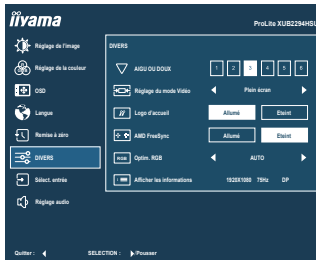 iiyama
ProLite XUB2294HSU
Réglage de l'image
Réglage de la couleur
OSD
Langue
Remise à zéro
DIVERS
Sélect. entrée
Réglage audio
DIVERS
AIGU OU DOUX 1 2 3 4 5 6
Réglage du mode Vidéo Plein écran
Logo d'accueil Allumé Eteint
AMD FreeSync Allumé Eteint
RGB Optim. RGB AUTO
Afficher les informations 1920X1080 75Hz DP
Quitter : SELECTION : /Pousser